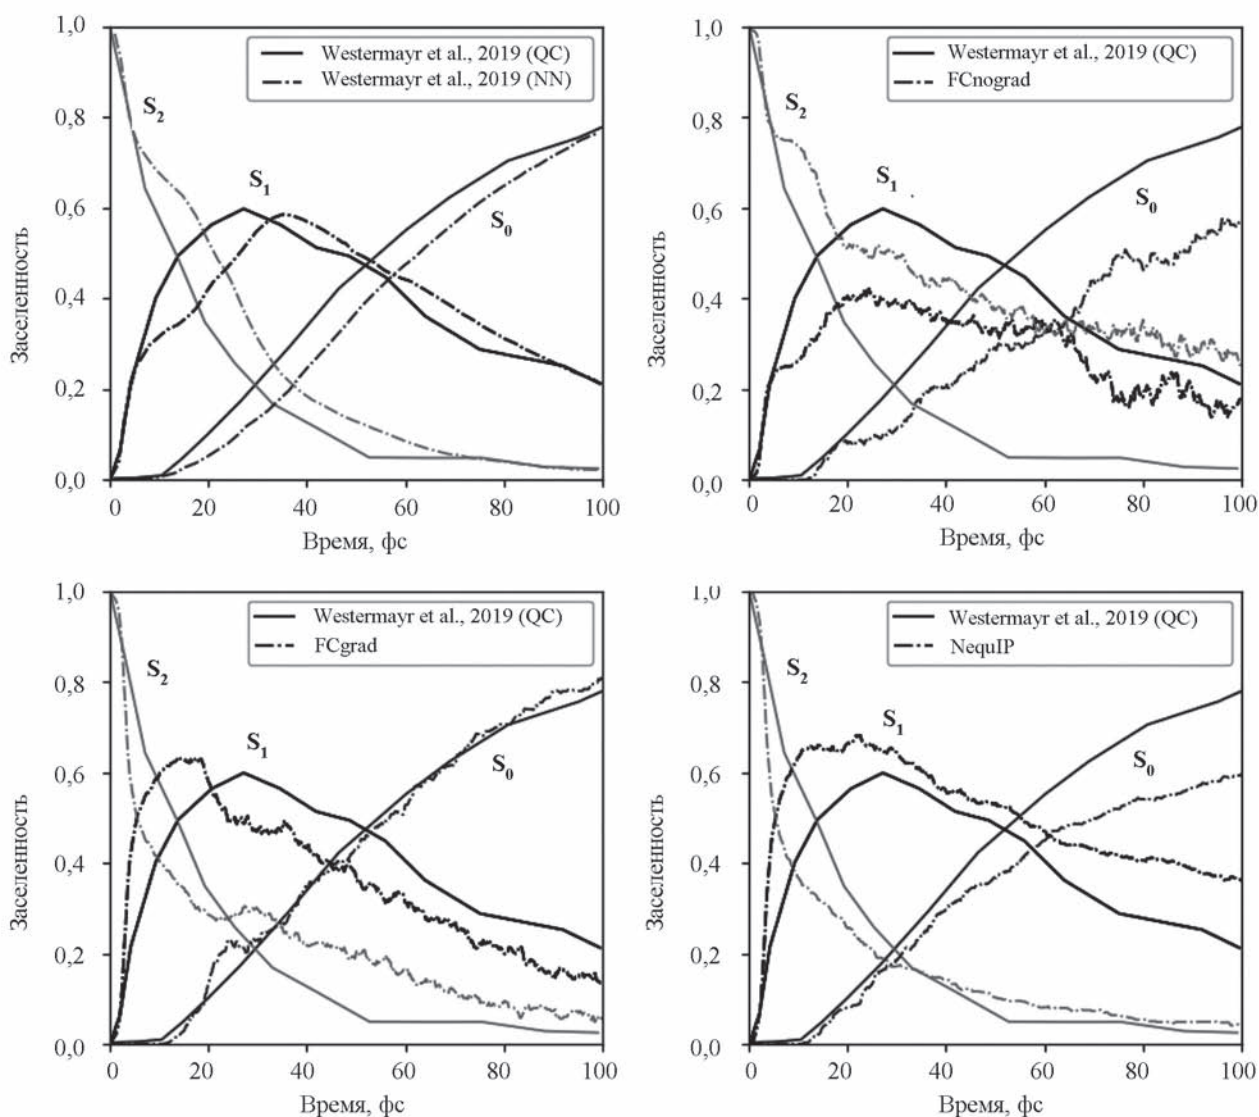 1,0
0,8
0,6
0,4
0,2
0,0
Заселенность
Westermayr et al., 2019 (QC)
Westermayr et al., 2019 (NN)
S2
S1
S0
0 20 40 60 80 100
Время, фс
1,0
0,8
0,6
0,4
0,2
0,0
Заселенность
Westermayr et al., 2019 (QC)
FCnograd
S2
S1
S0
0 20 40 60 80 100
Время, фс
1,0
0,8
0,6
0,4
0,2
0,0
Заселенность
Westermayr et al., 2019 (QC)
FCgrad
S2
S1
S0
0 20 40 60 80 100
Время, фс
1,0
0,8
0,6
0,4
0,2
0,0
Заселенность
Westermayr et al., 2019 (QC)
NequIP
S2
S1
S0
0 20 40 60 80 100
Время, фс